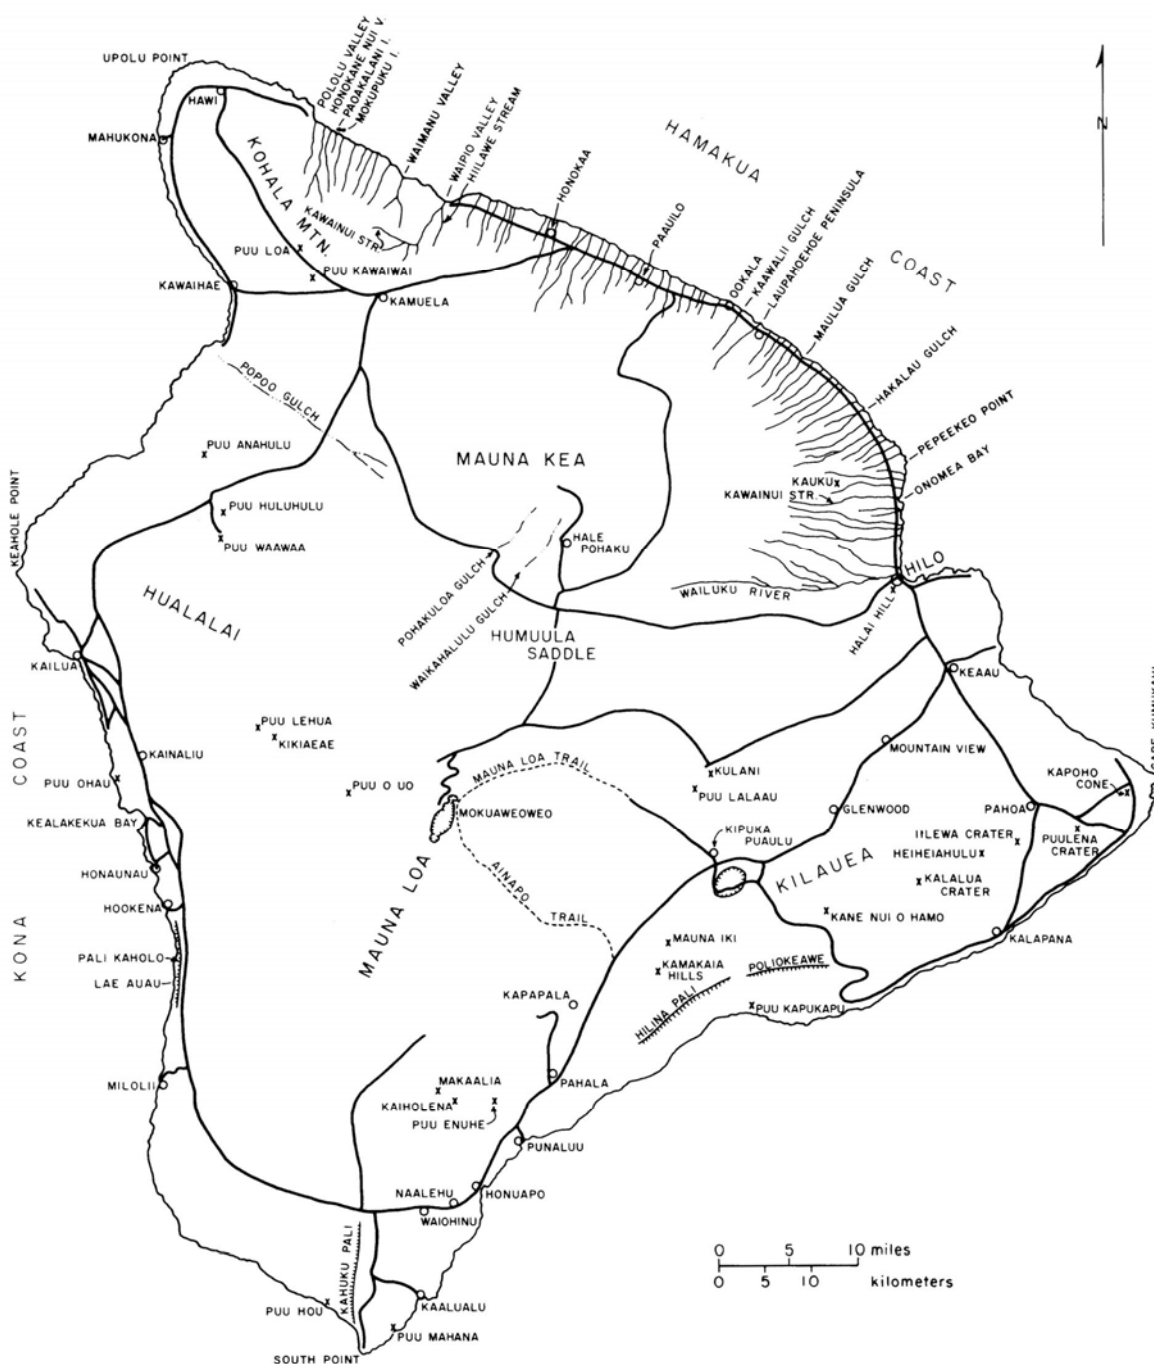 UPOLU POINT
HAWI
MAHUKONA
POLOLU VALLEY
HONOKANE NUI V.
PAOAKALANI I.
MOKUPUKU I.
WAIMANU VALLEY
WAIPIO VALLEY
HIILAWE STREAM
HAMAKUA
COAST
HONOKAA
PAAUILO
OOKALA
KAAWALII GULCH
LAUPAHOEHOE PENINSULA
MAULUA GULCH
HAKALAU GULCH
PEPEEKEO POINT
ONOMEA BAY
N
KOHALA
MTN.
KAWAINUI STR.
PUU LOA
PUU KAWAIWAI
KAWAIHAE
KAMUELA
POPOO GULCH
PUU ANAHULU
MAUNA KEA
KAUKU
KAWAINUI STR.
KEAHOLE POINT
PUU HULUHULU
PUU WAAWAA
HALE
POHAKU
POHAKULOA GULCH
WAIKAHALULU GULCH
HUALALAI
HILO
WAILUKU RIVER
HALAI HILL
HUMUULA
SADDLE
KAILUA
KEAAU
KONA COAST
PUU LEHUA
KIKIAEAE
KAINALIU
MOUNTAIN VIEW
PUU OHAU
PUU O UO
MAUNA LOA TRAIL
KULANI
PUU LALAAU
KAPOHO
CONE
KEALAKEKUA BAY
MOKUAWEOWEO
GLENWOOD
PAHOA
KIPUKA
PUAULU
IILEWA CRATER
PUULENA
CRATER
HEIHEIAHULU
HONAUNAU
MAUNA LOA
AINAPO
TRAIL
KILAUEA
KALALUA
CRATER
HOOKENA
KANE NUI O HAMO
KALAPANA
PALI KAHOLO
MAUNA IKI
LAE AUAU
KAMAKAIA
HILLS
POLIOKEAWE
KAPAPALA
HILINA PALI
PUU KAPUKAPU
MILOLII
MAKAALIA
PAHALA
KAIHOLENA
PUU ENUHE
PUNALUU
NAALEHU
HONUAPO
WAIOHINU
KAHUKU PALI
0 5 10 miles
0 5 10 kilometers
PUU HOU
KAALUALU
PUU MAHANA
SOUTH POINT